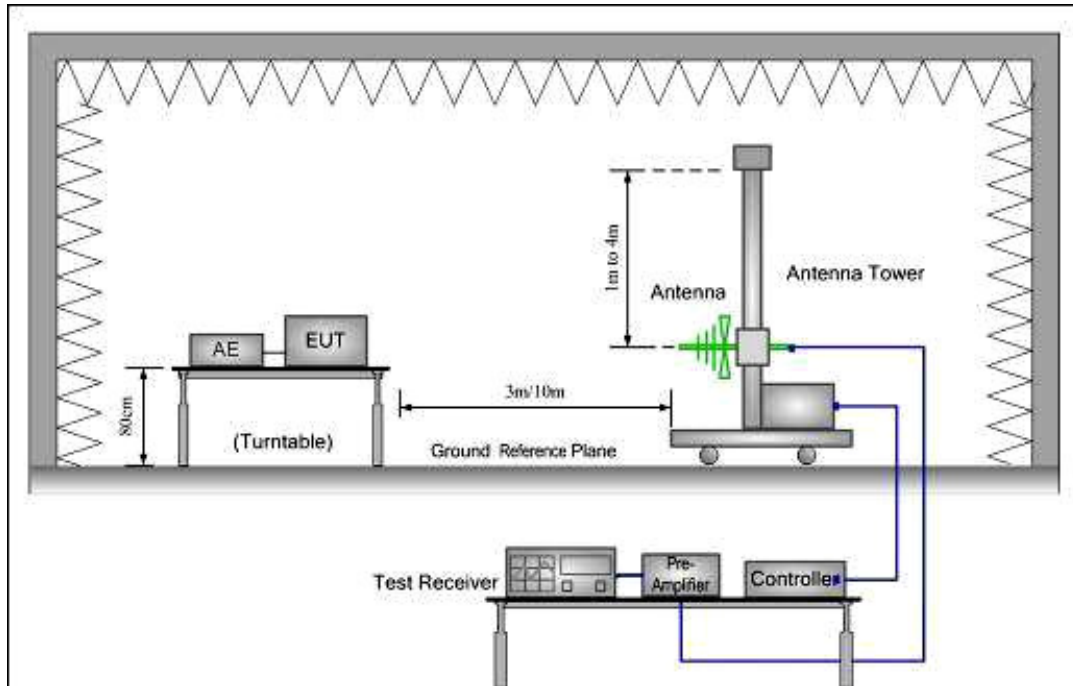 1m to 4m
Antenna
Antenna Tower
AE
EUT
80cm
3m/10m
(Turntable)
Ground Reference Plane
Test Receiver
Pre-
Amplifier
Controller